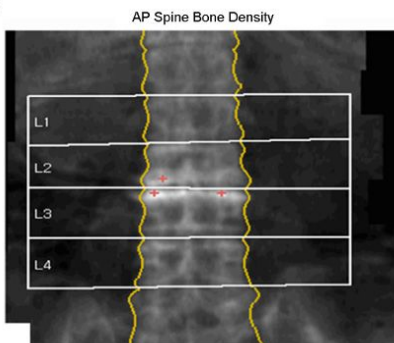 AP Spine Bone Density
L1
L2
L3
L4